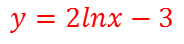 y = 2lnx − 3